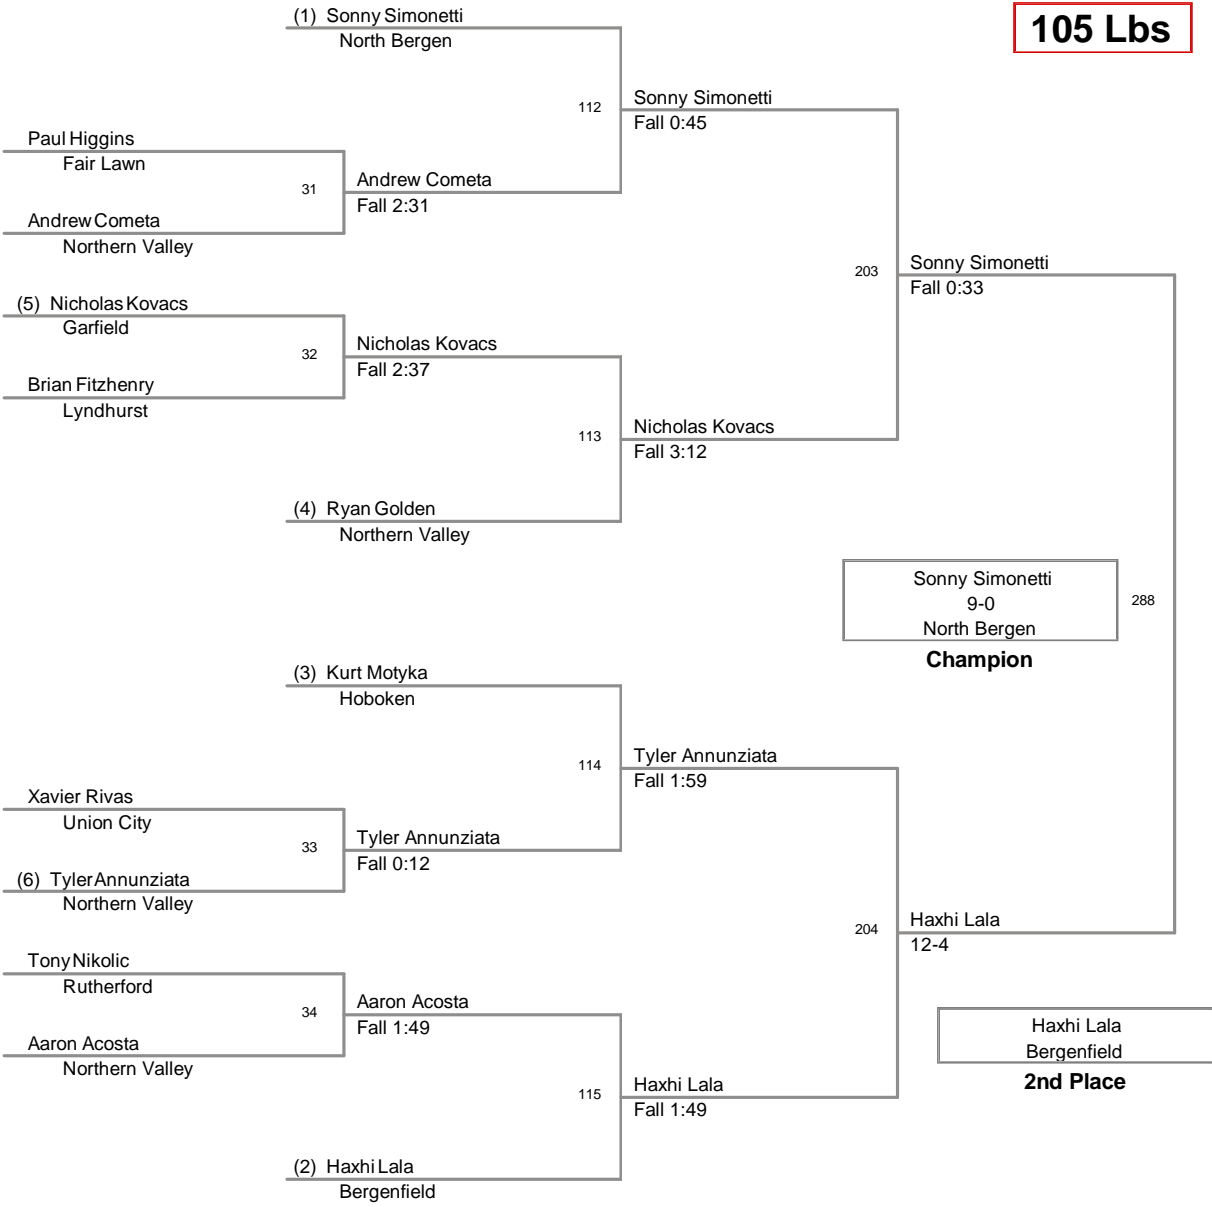 (1) Sonny Simonetti
North Bergen
105 Lbs
112
Sonny Simonetti
Fall 0:45
Paul Higgins
Fair Lawn
31
Andrew Cometa
Fall 2:31
Andrew Cometa
Northern Valley
203
Sonny Simonetti
Fall 0:33
(5) Nicholas Kovacs
Garfield
32
Nicholas Kovacs
Fall 2:37
Brian Fitzhenry
Lyndhurst
113
Nicholas Kovacs
Fall 3:12
(4) Ryan Golden
Northern Valley
Sonny Simonetti
9-0
North Bergen
288
Champion
(3) Kurt Motyka
Hoboken
114
Tyler Annunziata
Fall 1:59
Xavier Rivas
Union City
33
Tyler Annunziata
Fall 0:12
(6) Tyler Annunziata
Northern Valley
204
Haxhi Lala
12-4
Tony Nikolic
Rutherford
34
Aaron Acosta
Fall 1:49
Aaron Acosta
Northern Valley
Haxhi Lala
Bergenfield
2nd Place
115
Haxhi Lala
Fall 1:49
(2) Haxhi Lala
Bergenfield